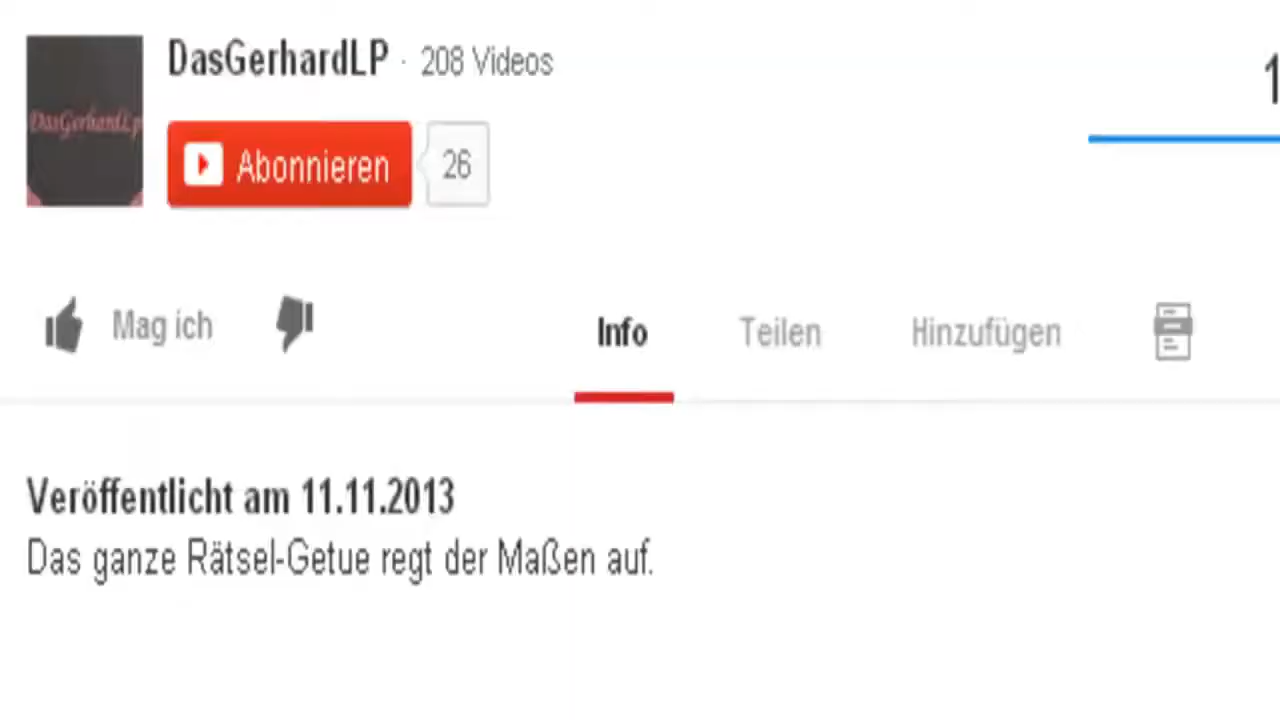 DasGerhardLP · 208 Videos
DasGerhardLp
Abonnieren 26
1
Mag ich
Info Teilen Hinzufügen
Veröffentlicht am 11.11.2013
Das ganze Rätsel-Getue regt der Maßen auf.